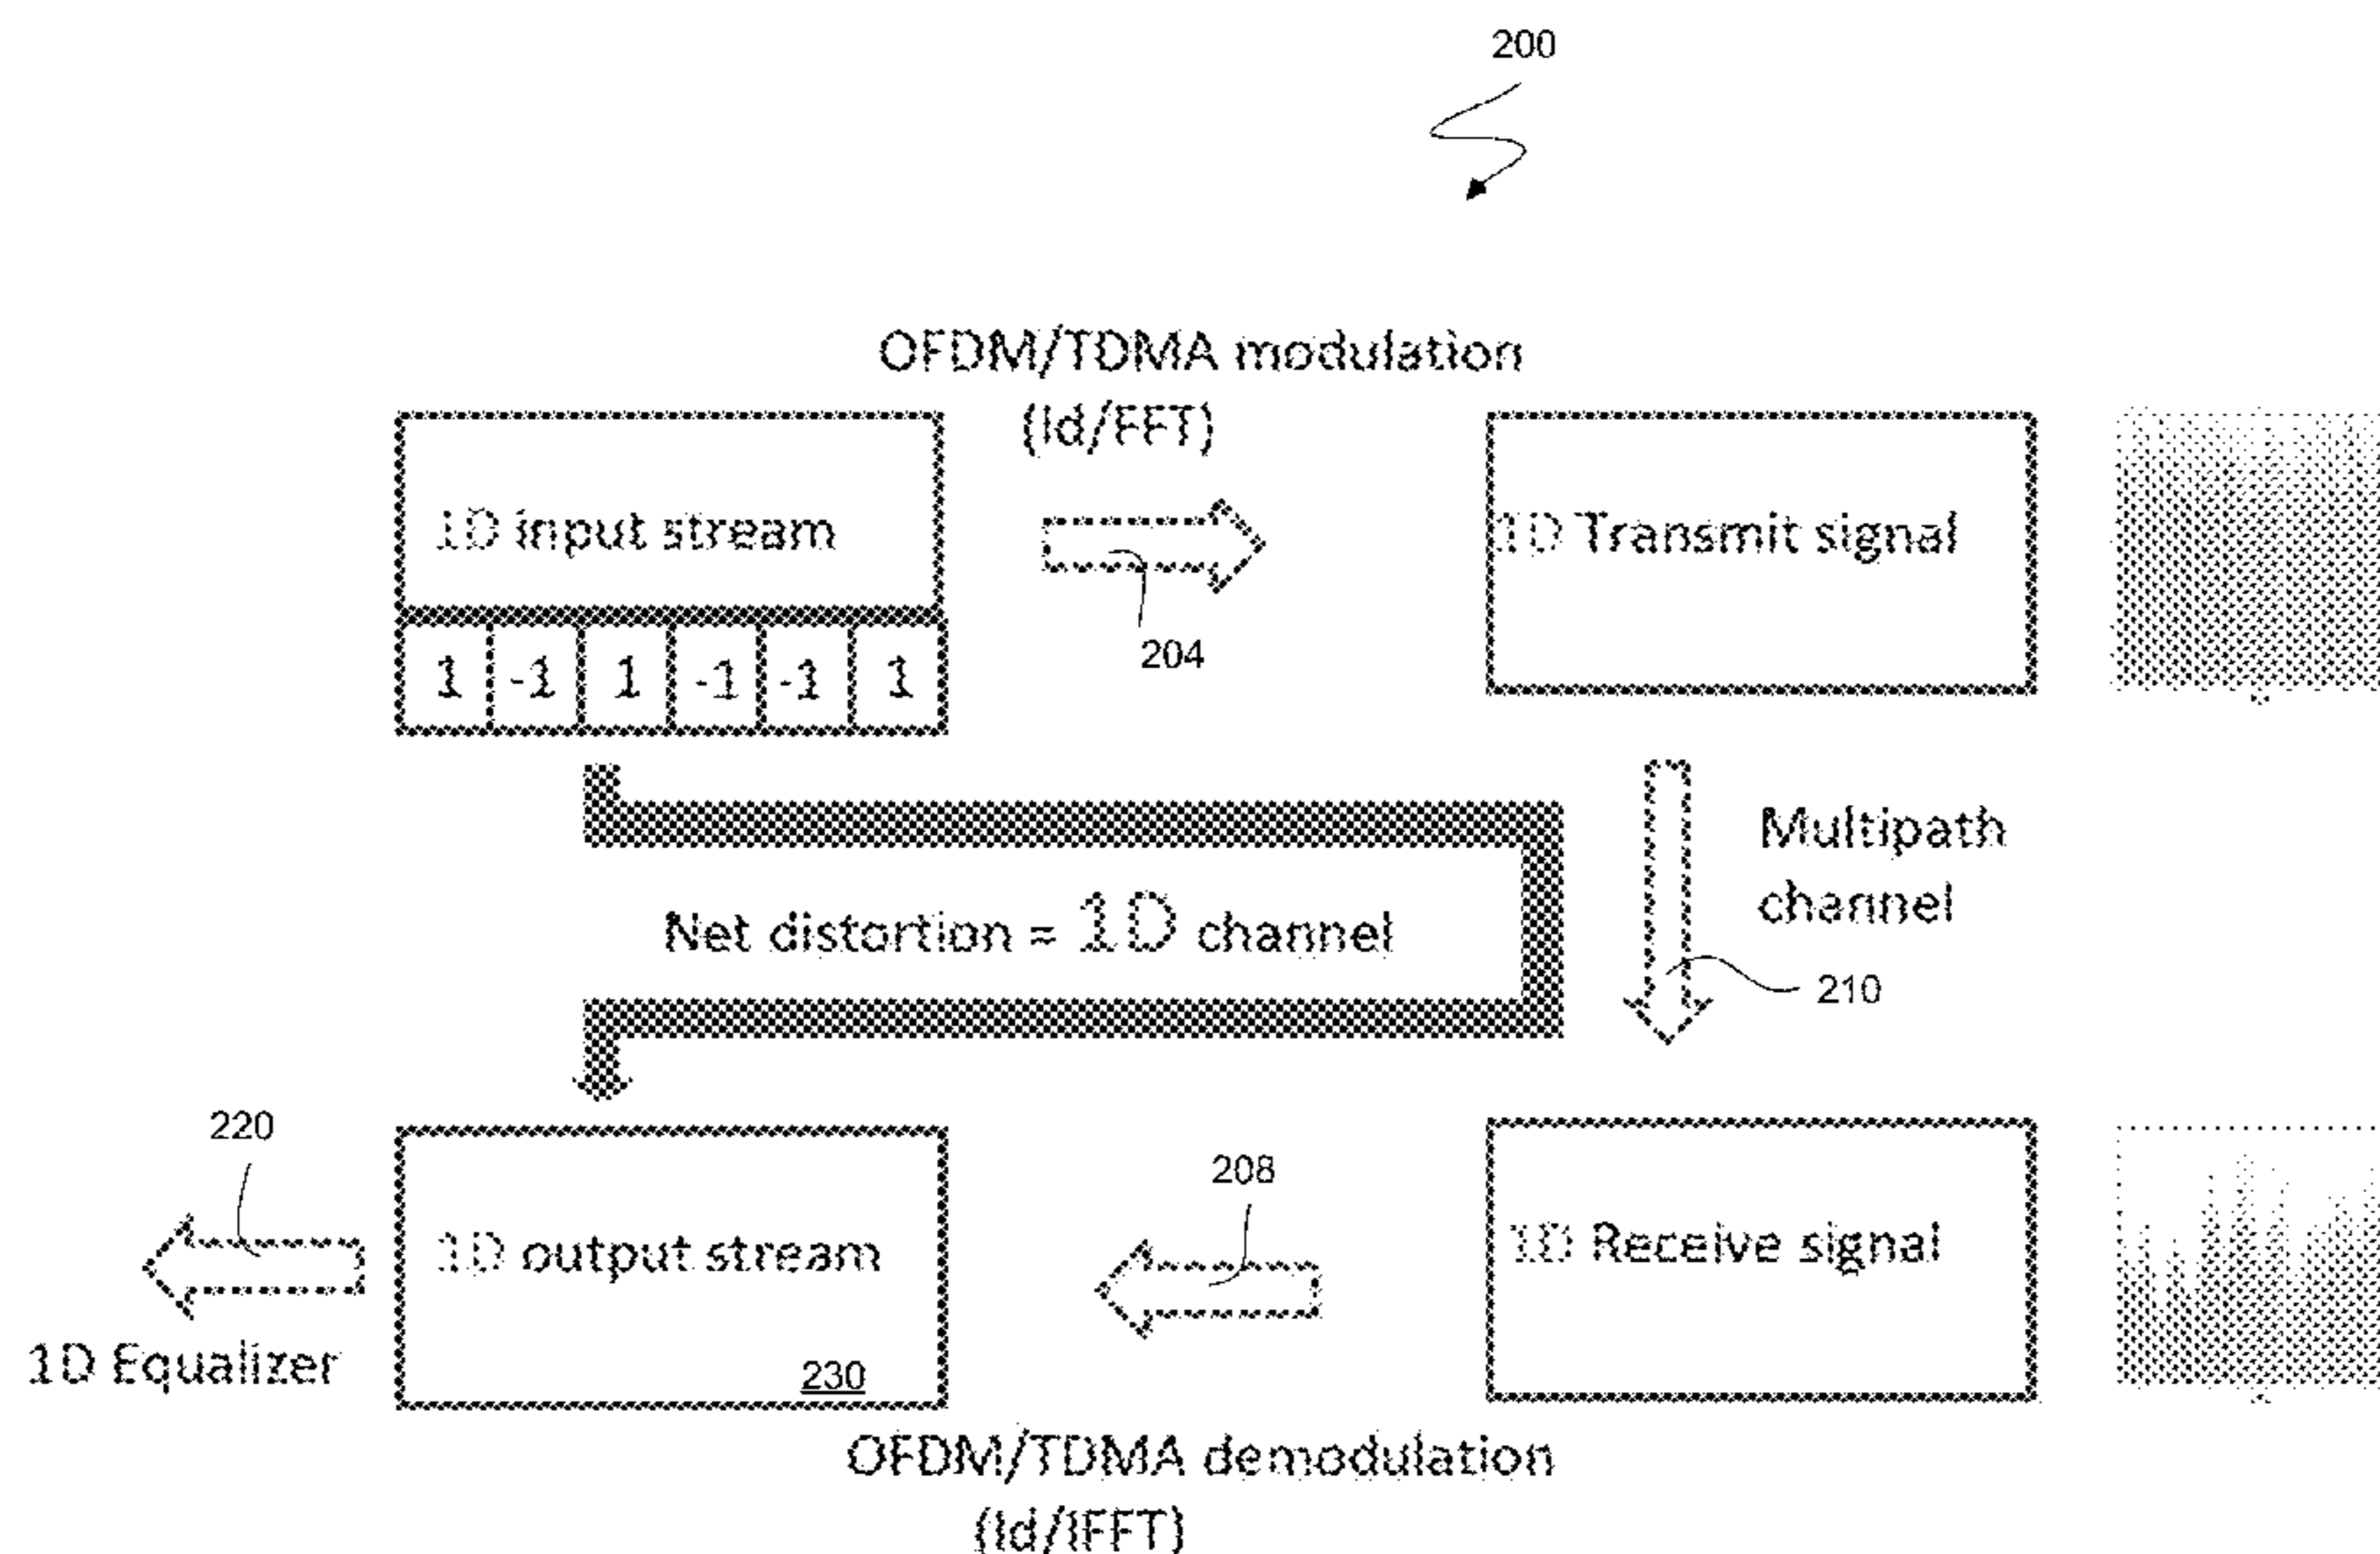 200
OFDM/TDMA modulation
(Id/FFT)
1D input stream
1D Transmit signal
204
1 -1 1 -1 -1 1
Multipath
channel
Net distortion = 1D channel
210
220
208
1D output stream
1D Receive signal
1D Equalizer
230
OFDM/TDMA demodulation
(Id/IFFT)